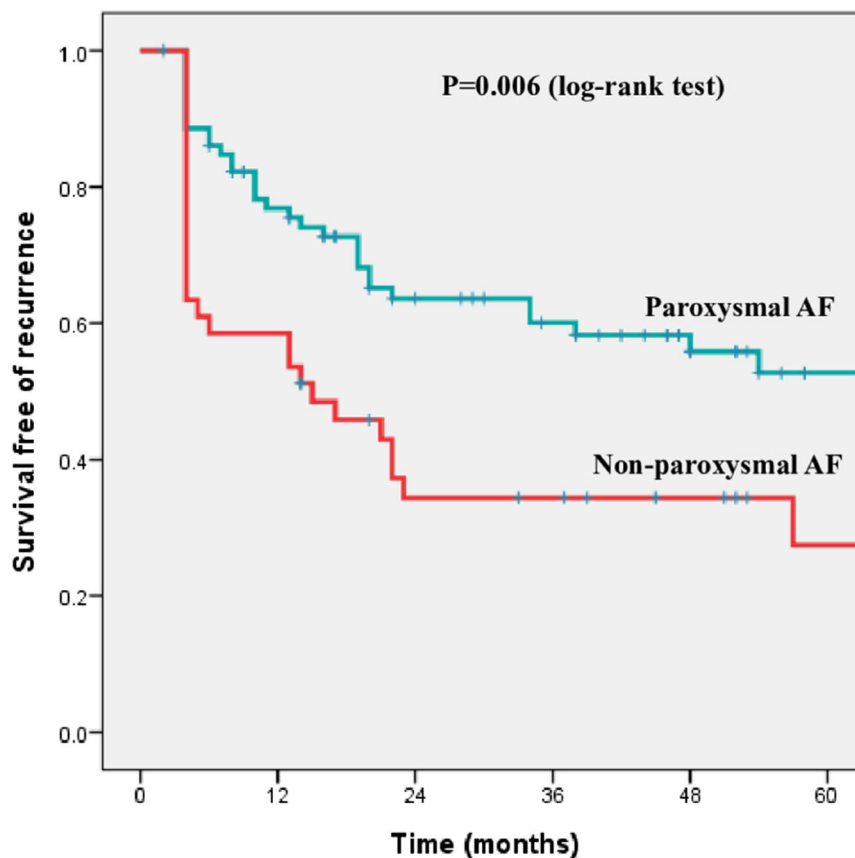 P=0.006 (log-rank test)
Paroxysmal AF
Non-paroxysmal AF
Survival free of recurrence
1.0
0.8
0.6
0.4
0.2
0.0
0 12 24 36 48 60
Time (months)